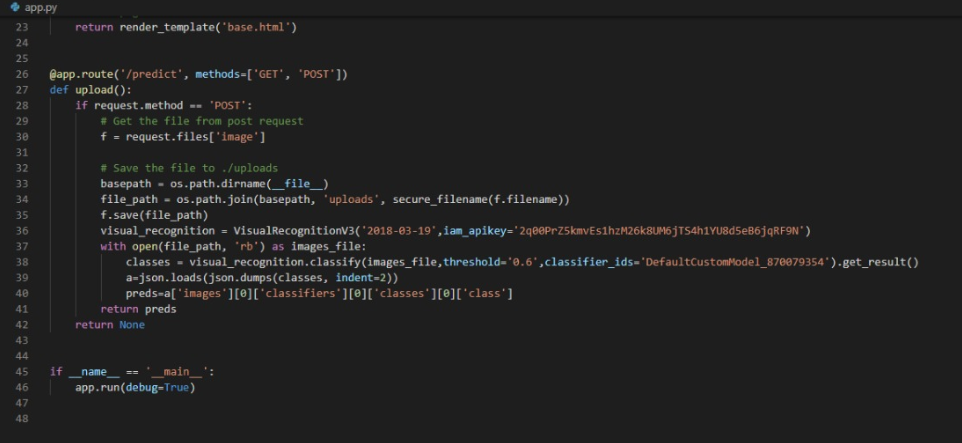 app.py
23 return render_template('base.html')
24
25
26 @app.route('/predict', methods=['GET', 'POST'])
27 def upload():
28 if request.method == 'POST':
29 # Get the file from post request
30 f = request.files['image']
31
32 # Save the file to ./uploads
33 basepath = os.path.dirname(__file__)
34 file_path = os.path.join(basepath, 'uploads', secure_filename(f.filename))
35 f.save(file_path)
36 visual_recognition = VisualRecognitionV3('2018-03-19',iam_apikey='2q00PrZ5kmvEs1hzM26k8UM6jTS4h1YU8d5eB6jqRF9N')
37 with open(file_path, 'rb') as images_file:
38 classes = visual_recognition.classify(images_file,threshold='0.6',classifier_ids='DefaultCustomModel_870079354').get_result()
39 a=json.loads(json.dumps(classes, indent=2))
40 preds=a['images'][0]['classifiers'][0]['classes'][0]['class']
41 return preds
42 return None
43
44
45 if __name__ == '__main__':
46 app.run(debug=True)
47
48